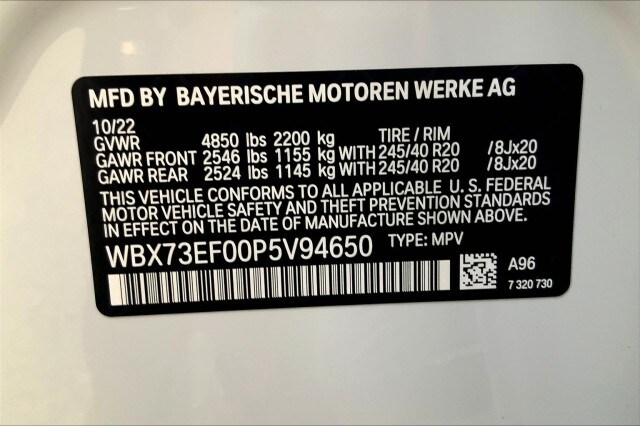 MFD BY BAYERISCHE MOTOREN WERKE AG
10/22
GVWR 4850 lbs 2200 kg TIRE / RIM
GAWR FRONT 2546 lbs 1155 kg WITH 245/40 R20 /8Jx20
GAWR REAR 2524 lbs 1145 kg WITH 245/40 R20 /8Jx20
THIS VEHICLE CONFORMS TO ALL APPLICABLE U. S. FEDERAL
MOTOR VEHICLE SAFETY AND THEFT PREVENTION STANDARDS
IN EFFECT ON THE DATE OF MANUFACTURE SHOWN ABOVE.
WBX73EF00P5V94650 TYPE: MPV
A96
7 320 730